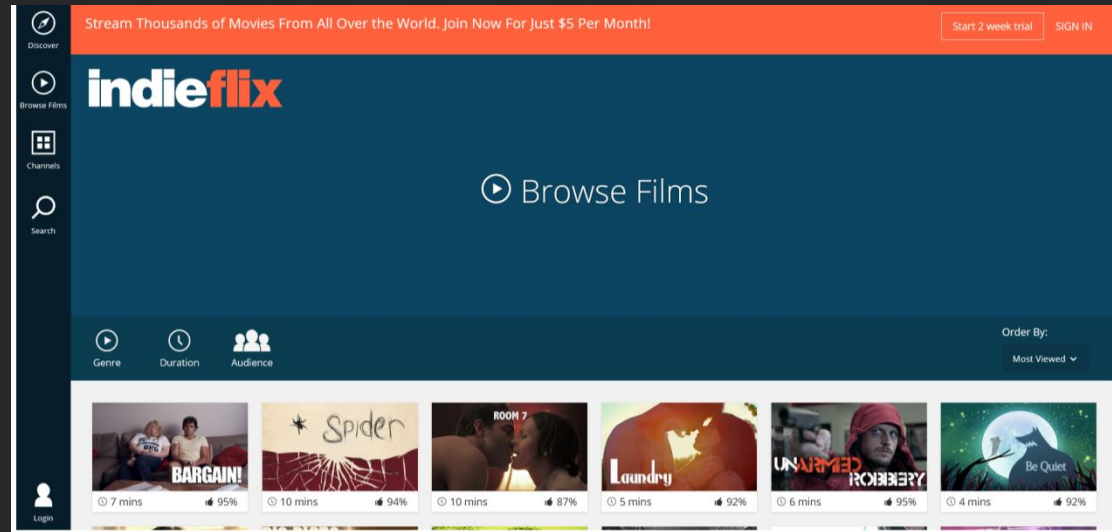 Stream Thousands of Movies From All Over the World. Join Now For Just $5 Per Month!
Start 2 week trial
SIGN IN
Discover
Browse Films
Channels
Search
Login
indieflix
Browse Films
Genre
Duration
Audience
Order By:
Most Viewed
BARGAIN!
7 mins
95%
* Spider
10 mins
94%
ROOM 7
10 mins
87%
Laundry
5 mins
92%
UNARMED
ROBBERY
6 mins
95%
Be Quiet
4 mins
92%